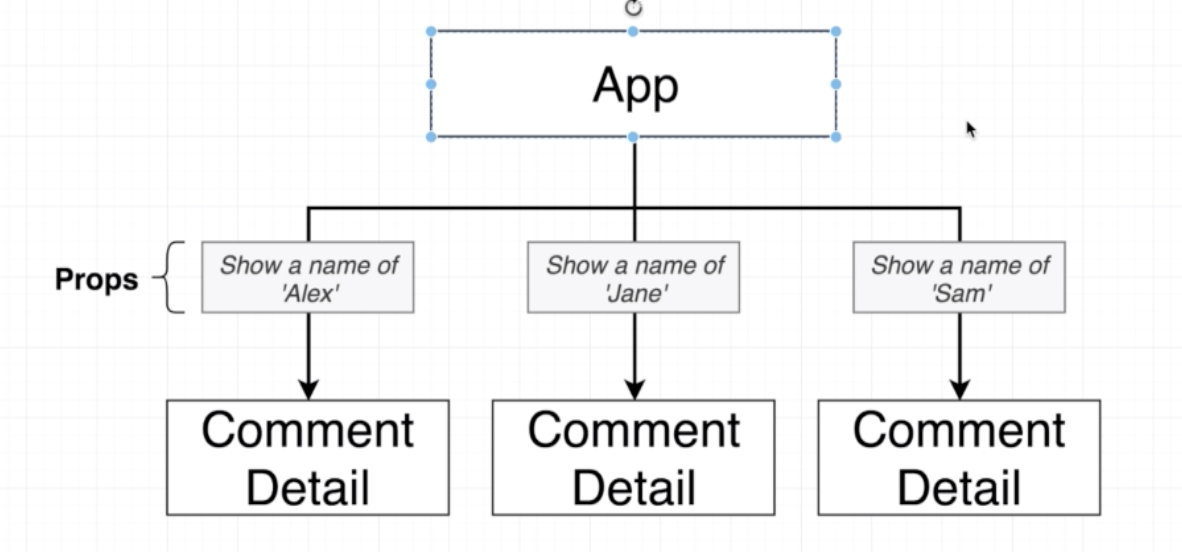 App
Props
Show a name of
'Alex'
Show a name of
'Jane'
Show a name of
'Sam'
Comment
Detail
Comment
Detail
Comment
Detail